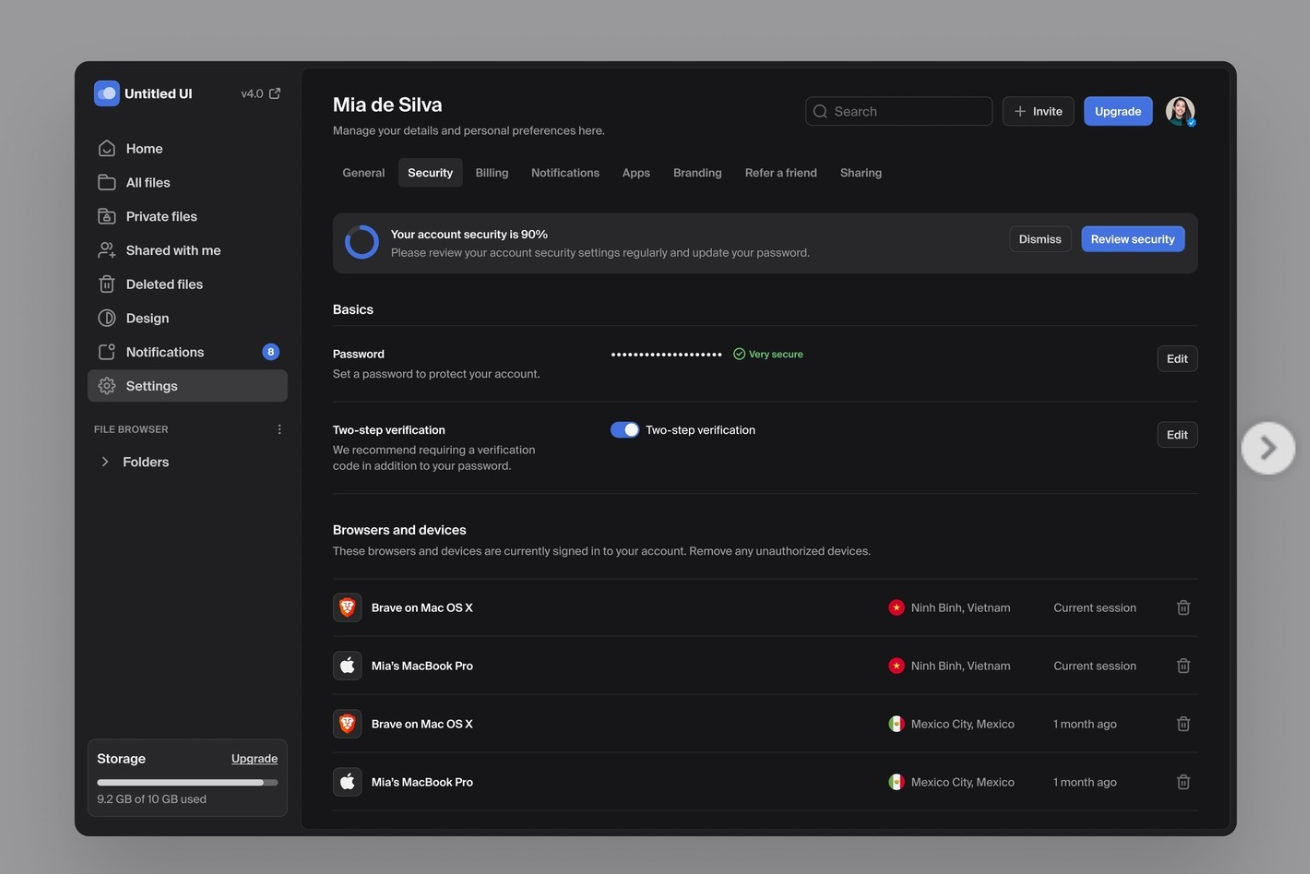 Untitled UI
v4.0
Home
All files
Private files
Shared with me
Deleted files
Design
Notifications
8
Settings
FILE BROWSER
Folders
Storage
Upgrade
9.2 GB of 10 GB used
Mia de Silva
Manage your details and personal preferences here.
Search
Invite
Upgrade
General
Security
Billing
Notifications
Apps
Branding
Refer a friend
Sharing
Your account security is 90%
Please review your account security settings regularly and update your password.
Dismiss
Review security
Basics
Password
Set a password to protect your account.
Very secure
Edit
Two-step verification
We recommend requiring a verification
code in addition to your password.
Two-step verification
Edit
Browsers and devices
These browsers and devices are currently signed in to your account. Remove any unauthorized devices.
Brave on Mac OS X
Ninh Binh, Vietnam
Current session
Mia's MacBook Pro
Ninh Binh, Vietnam
Current session
Brave on Mac OS X
Mexico City, Mexico
1 month ago
Mia's MacBook Pro
Mexico City, Mexico
1 month ago